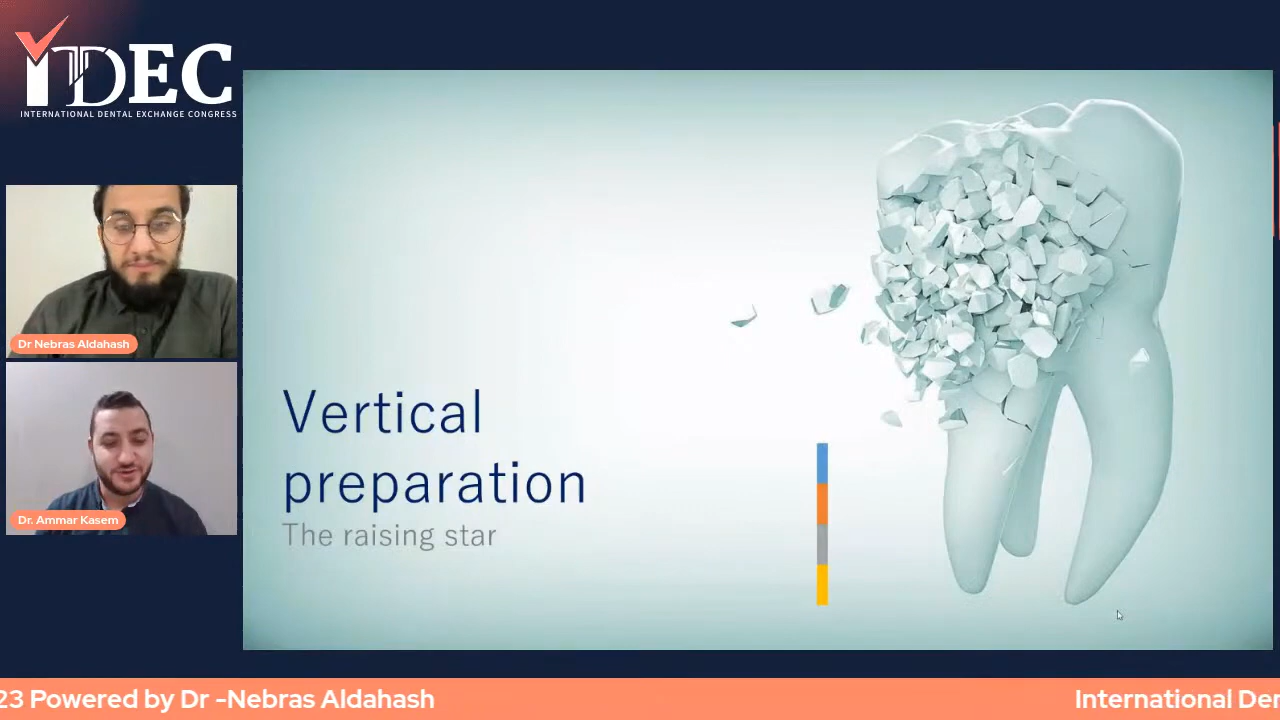 IDEC
INTERNATIONAL DENTAL EXCHANGE CONGRESS
Dr Nebras Aldahash
Dr. Ammar Kasem
Vertical
preparation
The raising star
23 Powered by Dr -Nebras Aldahash
International